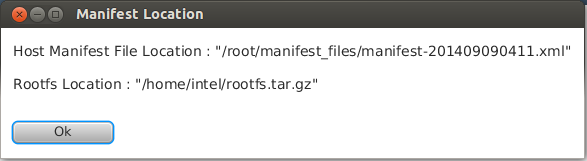 Manifest Location
Host Manifest File Location : "/root/manifest_files/manifest-201409090411.xml"
Rootfs Location : "/home/intel/rootfs.tar.gz"
Ok